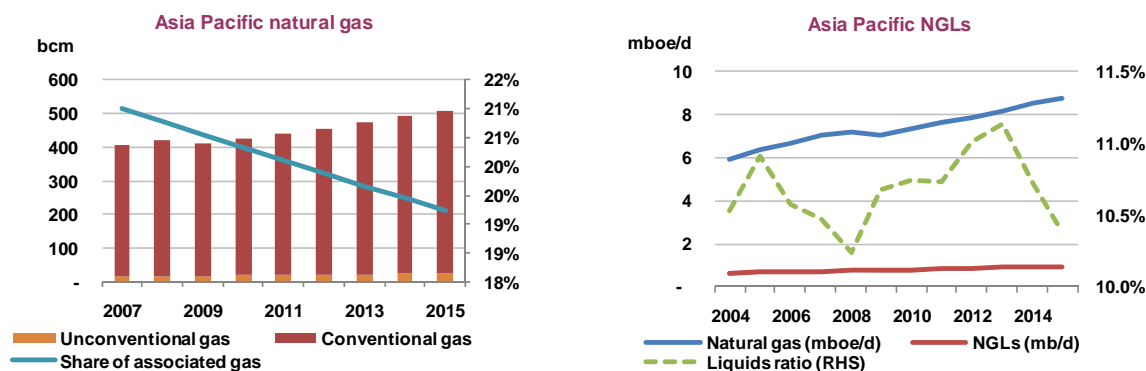 Asia Pacific natural gas
bcm
600
500
400
300
200
100
-
22%
21%
21%
20%
20%
19%
19%
18%
2007 2009 2011 2013 2015
Unconventional gas Conventional gas
Share of associated gas
Asia Pacific NGLs
mboe/d
10
8
6
4
2
-
11.5%
11.0%
10.5%
10.0%
2004 2006 2008 2010 2012 2014
Natural gas (mboe/d) NGLs (mb/d)
Liquids ratio (RHS)